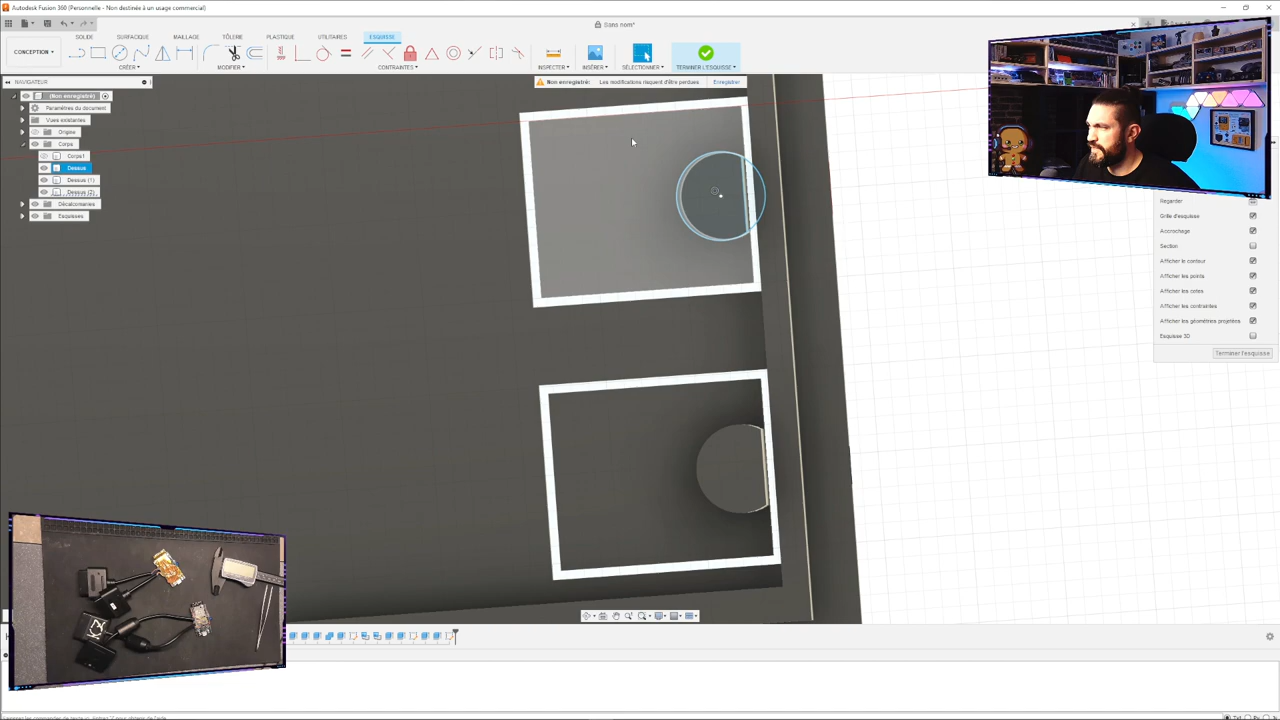 Autodesk Fusion 360 (Personnelle - Non destinée à un usage commercial)
Sans nom*
SOLIDE SURFACIQUE MAILLAGE TÔLERIE PLASTIQUE UTILITAIRES ESQUISSE
CONCEPTION
CRÉER MODIFIER CONTRAINTES INSPECTER INSÉRER SÉLECTIONNER TERMINER L'ESQUISSE
NAVIGATEUR
Non enregistré: Les modifications risquent d'être perdues Enregistrer
(Non enregistré)
Paramètres du document
Vues existantes
Origine
Corps
Corps1
Dessus
Dessus (1)
Dessus (2)
Décalcomanies
Esquisses
Regarder
Grille d'esquisse
Accrochage
Section
Afficher le contour
Afficher les points
Afficher les cotes
Afficher les contraintes
Afficher les géométries projetées
Esquisse 3D
Terminer l'esquisse
Txt
Py